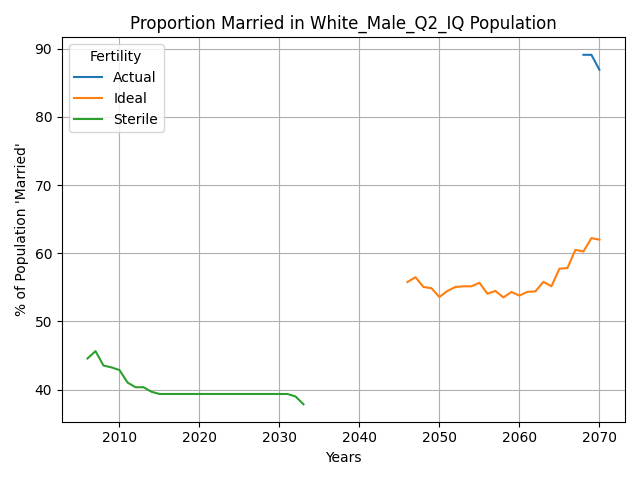 Proportion Married in White_Male_Q2_IQ Population
Fertility
Actual
Ideal
Sterile
% of Population 'Married'
90
80
70
60
50
40
2010
2020
2030
2040
2050
2060
2070
Years